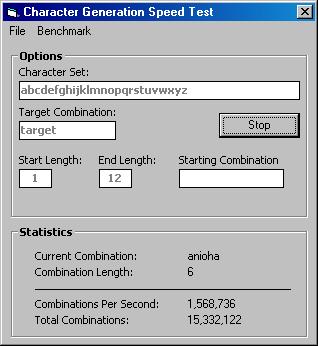 Character Generation Speed Test
File Benchmark
Options
Character Set:
abcdefghijklmnopqrstuvwxyz
Target Combination:
target
Stop
Start Length: End Length: Starting Combination
1 12
Statistics
Current Combination: anioha
Combination Length: 6
Combinations Per Second: 1,568,736
Total Combinations: 15,332,122